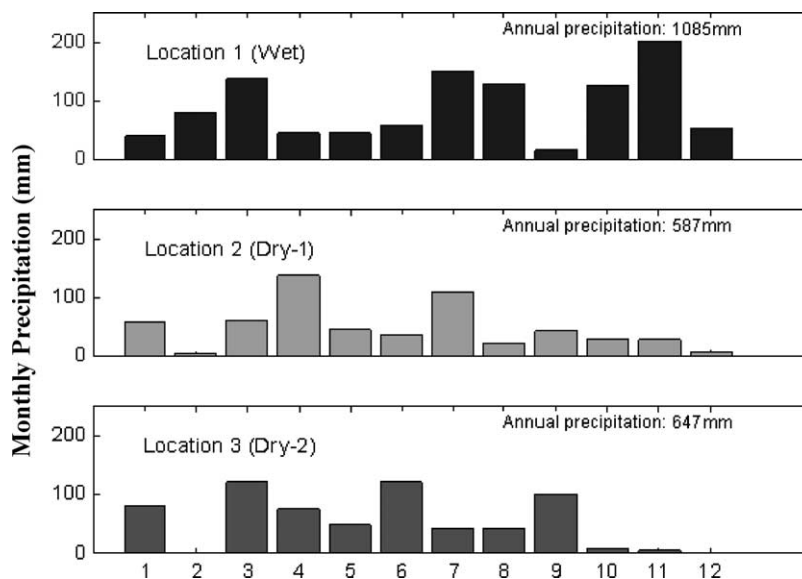 Monthly Precipitation (mm)
200
100
0
Location 1 (Wet)
Annual precipitation: 1085mm
200
100
0
Location 2 (Dry-1)
Annual precipitation: 587mm
200
100
0
Location 3 (Dry-2)
Annual precipitation: 647mm
1 2 3 4 5 6 7 8 9 10 11 12